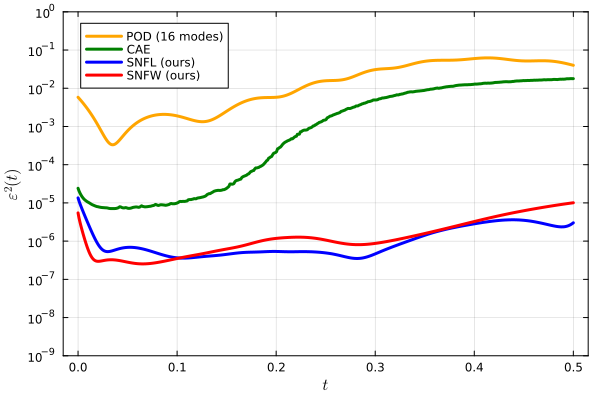 POD (16 modes)
CAE
SNFL (ours)
SNFW (ours)
10⁰
10⁻¹
10⁻²
10⁻³
10⁻⁴
10⁻⁵
10⁻⁶
10⁻⁷
10⁻⁸
10⁻⁹
ε²(t)
0.0 0.1 0.2 0.3 0.4 0.5
t